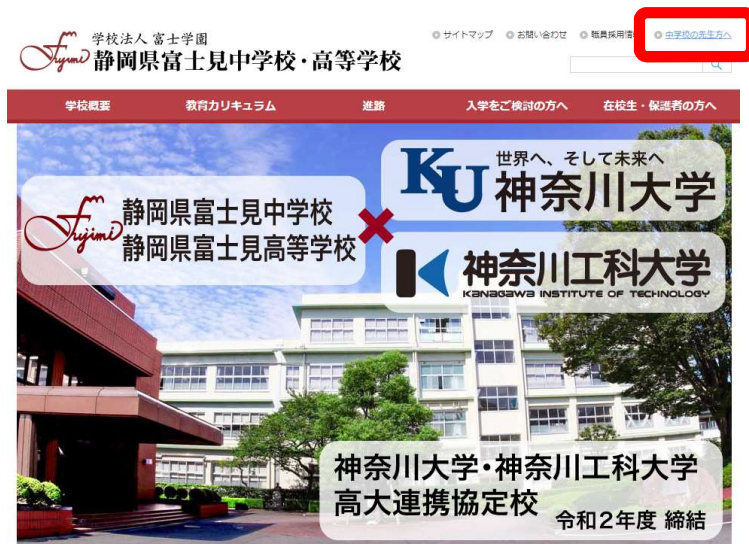 学校法人 富士学園
Fujimi 静岡県富士見中学校・高等学校
サイトマップ お問い合わせ 職員採用情 中学校の先生方へ
学校概要 教育カリキュラム 進路 入学をご検討の方へ 在校生・保護者の方へ
Fujimi 静岡県富士見中学校
静岡県富士見高等学校
×
KU 世界へ、そして未来へ
神奈川大学
神奈川工科大学
KANAGAWA INSTITUTE OF TECHNOLOGY
神奈川大学・神奈川工科大学
高大連携協定校
令和2年度 締結